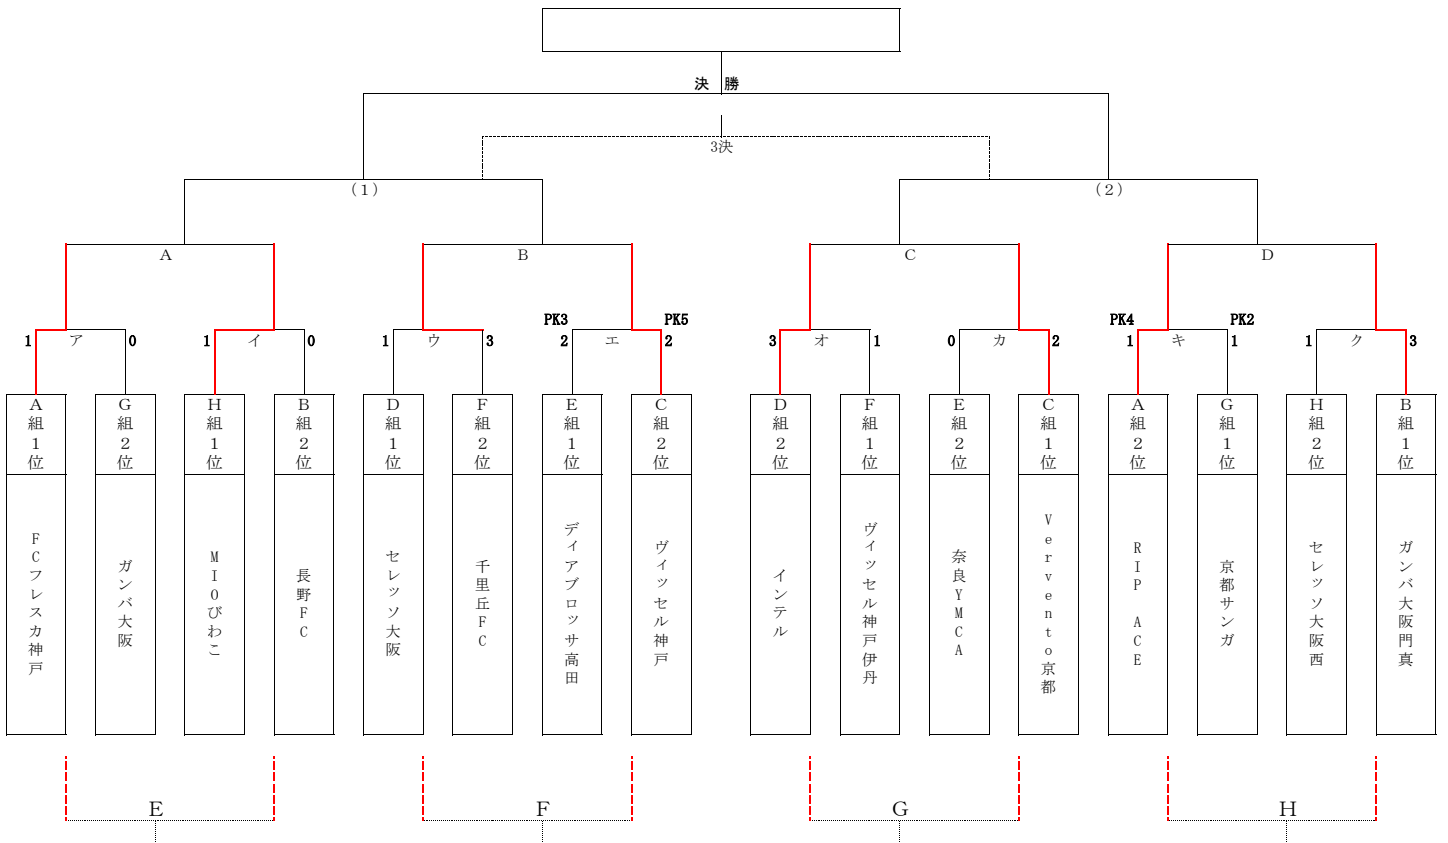 決 勝
3決
(1)
(2)
A
B
C
D
PK3
PK5
PK4
PK2
1
ア
0
1
イ
0
1
ウ
3
2
エ
2
3
オ
1
0
カ
2
1
キ
1
1
ク
3
A組1位
G組2位
H組1位
B組2位
D組1位
F組2位
E組1位
C組2位
D組2位
F組1位
E組2位
C組1位
A組2位
G組1位
H組2位
B組1位
FCフレスカ神戸
ガンバ大阪
MIOびわこ
長野FC
セレッソ大阪
千里丘FC
ディアブロッサ高田
ヴィッセル神戸
インテル
ヴィッセル神戸伊丹
奈良YMCA
Vervento京都
RIP ACE
京都サンガ
セレッソ大阪西
ガンバ大阪門真
E
F
G
H